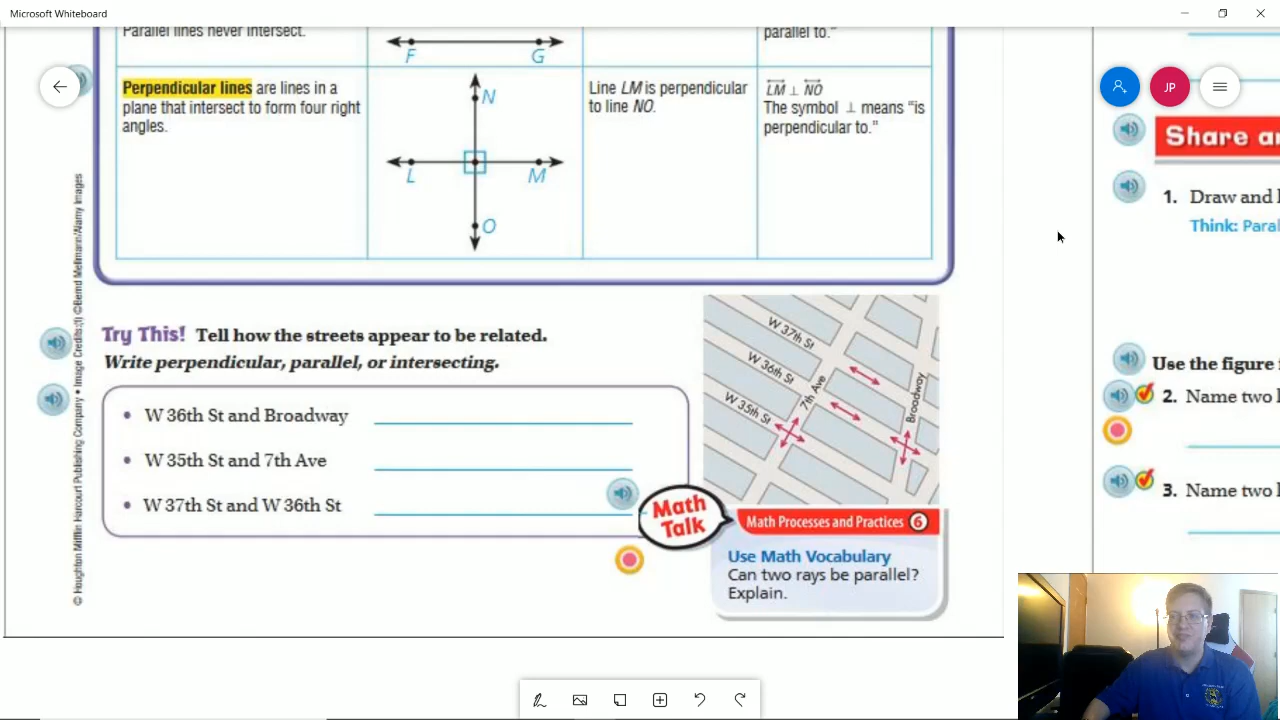 Microsoft Whiteboard
Parallel lines never intersect.
F G
parallel to."
JP
Perpendicular lines are lines in a
plane that intersect to form four right
angles.
N
L M
O
Line LM is perpendicular
to line NO.
LM ⊥ NO
The symbol ⊥ means "is
perpendicular to."
© Houghton Mifflin Harcourt Publishing Company • Image Credits: (l) ©Bernd Mellmann/Alamy Images
Try This! Tell how the streets appear to be related.
Write perpendicular, parallel, or intersecting.
• W 36th St and Broadway
• W 35th St and 7th Ave
• W 37th St and W 36th St
W 37th St
W 36th St
W 35th St
7th Ave
Broadway
Math
Talk
Math Processes and Practices 6
Use Math Vocabulary
Can two rays be parallel?
Explain.
Share a
1. Draw and
Think: Para
Use the figure
2. Name two
3. Name two